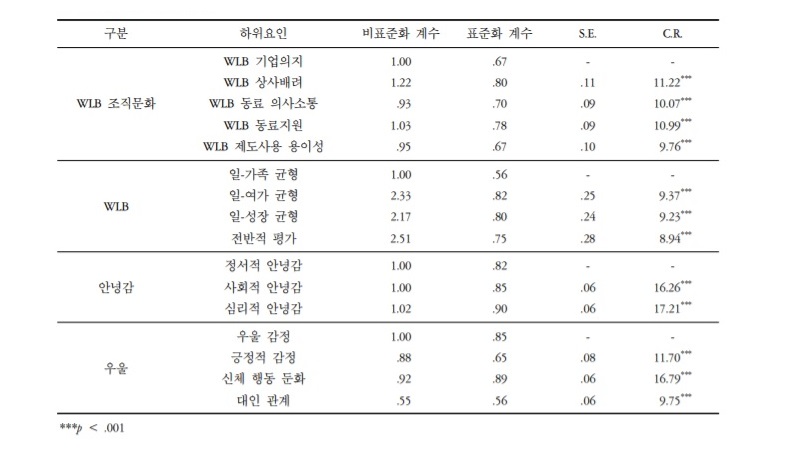 구분 하위요인 비표준화 계수 표준화 계수 S.E. C.R.
WLB 기업의지 1.00 .67 - -
WLB 상사배려 1.22 .80 .11 11.22***
WLB 조직문화 WLB 동료 의사소통 .93 .70 .09 10.07***
WLB 동료지원 1.03 .78 .09 10.99***
WLB 제도사용 용이성 .95 .67 .10 9.76***
일-가족 균형 1.00 .56 - -
일-여가 균형 2.33 .82 .25 9.37***
WLB
일-성장 균형 2.17 .80 .24 9.23***
전반적 평가 2.51 .75 .28 8.94***
정서적 안녕감 1.00 .82 - -
안녕감 사회적 안녕감 1.00 .85 .06 16.26***
심리적 안녕감 1.02 .90 .06 17.21***
우울 감정 1.00 .85 - -
긍정적 감정 .88 .65 .08 11.70***
우울
신체 행동 둔화 .92 .89 .06 16.79***
대인 관계 .55 .56 .06 9.75***
***p < .001